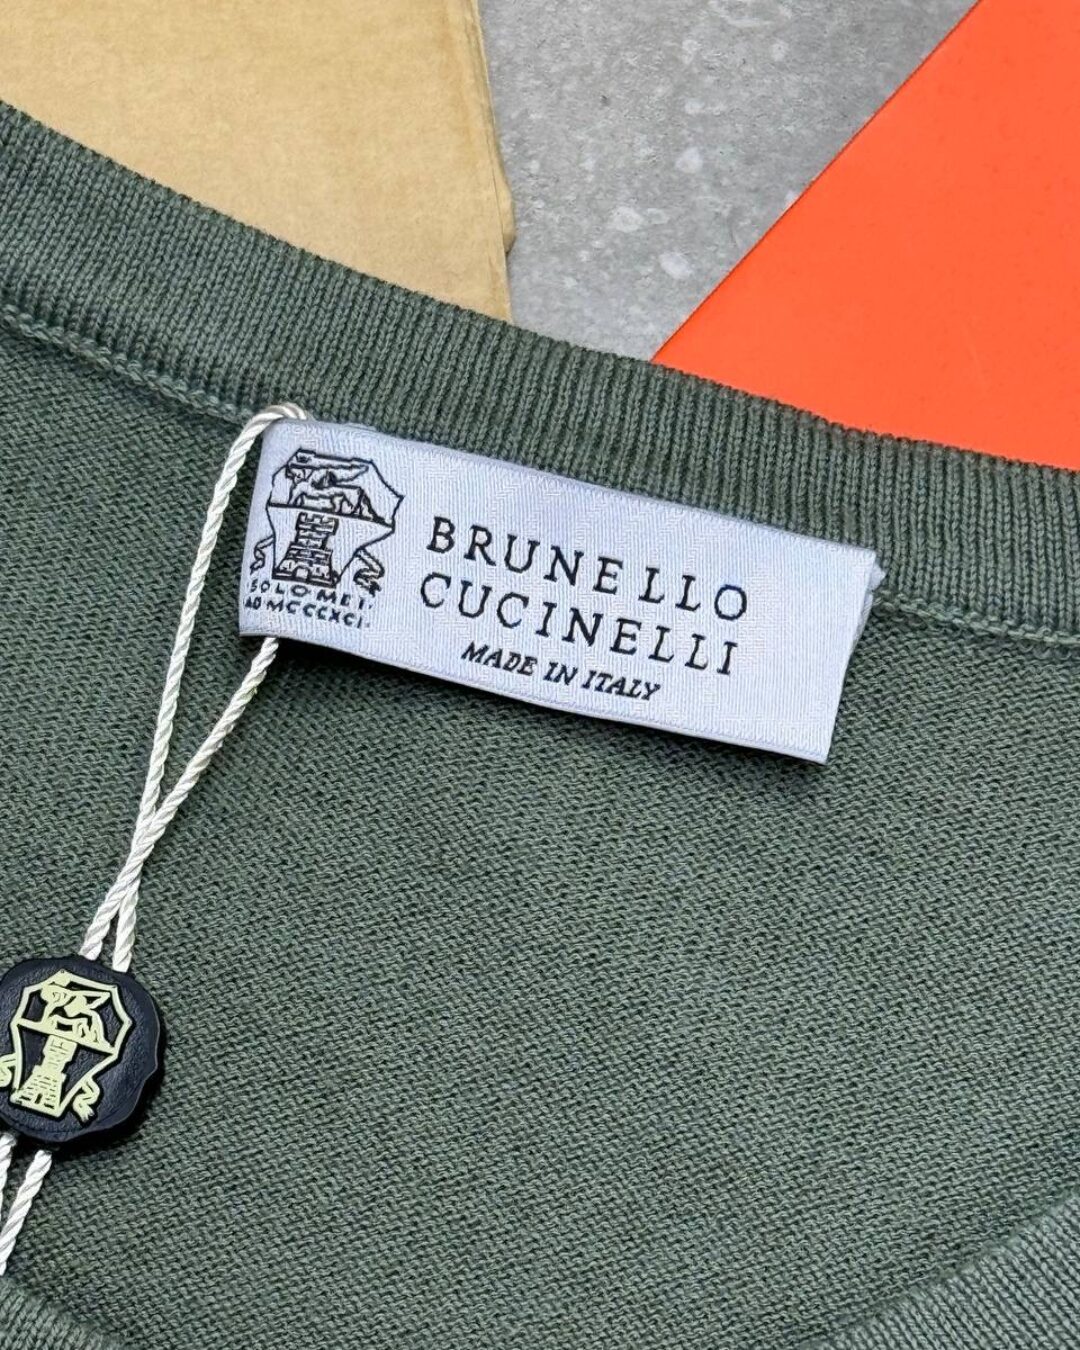 BRUNELLO
CUCINELLI
MADE IN ITALY
SOLOMEI
AD MCCCXCI